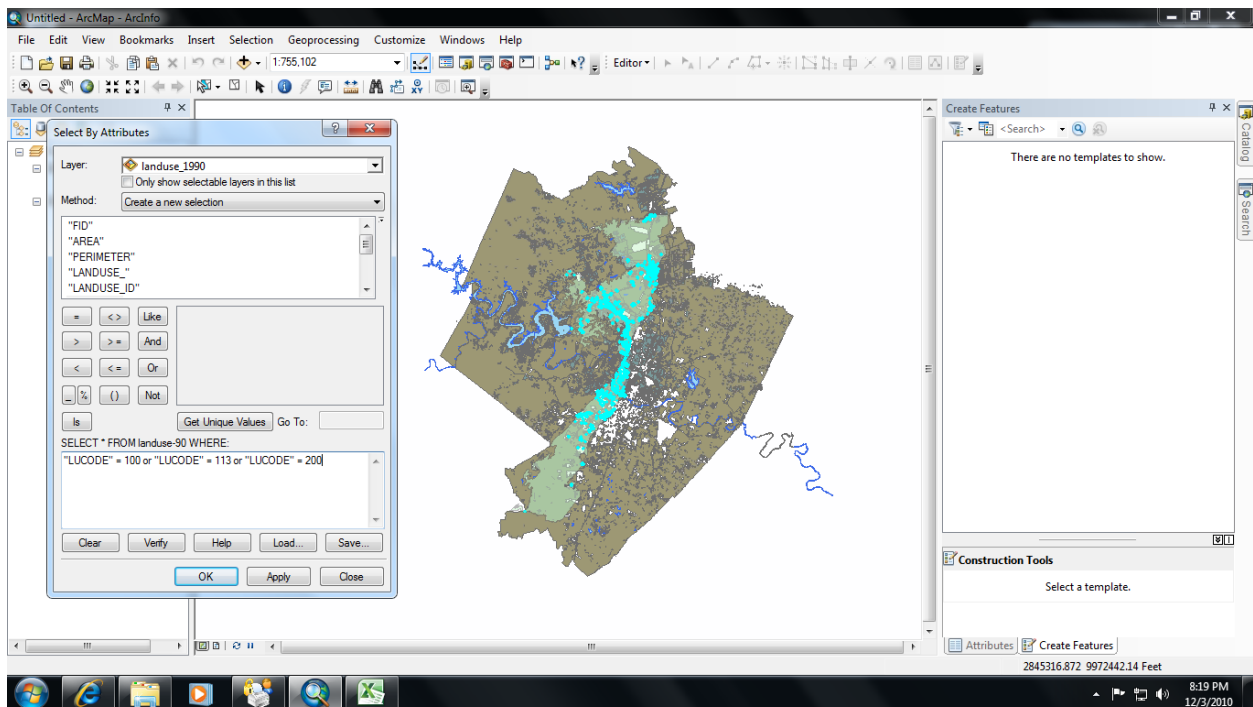 Untitled - ArcMap - ArcInfo
File Edit View Bookmarks Insert Selection Geoprocessing Customize Windows Help
1:755,102
Editor
Table Of Contents
Select By Attributes
Layer:
landuse_1990
Only show selectable layers in this list
Method:
Create a new selection
"FID"
"AREA"
"PERIMETER"
"LANDUSE_"
"LANDUSE_ID"
= < > Like
> > = And
< < = Or
_ % () Not
Is
Get Unique Values Go To:
SELECT * FROM landuse-90 WHERE:
"LUCODE" = 100 or "LUCODE" = 113 or "LUCODE" = 200
Clear Verify Help Load... Save...
OK Apply Close
Create Features
<Search>
There are no templates to show.
Catalog
Search
Construction Tools
Select a template.
Attributes Create Features
2845316.872 9972442.14 Feet
8:19 PM
12/3/2010